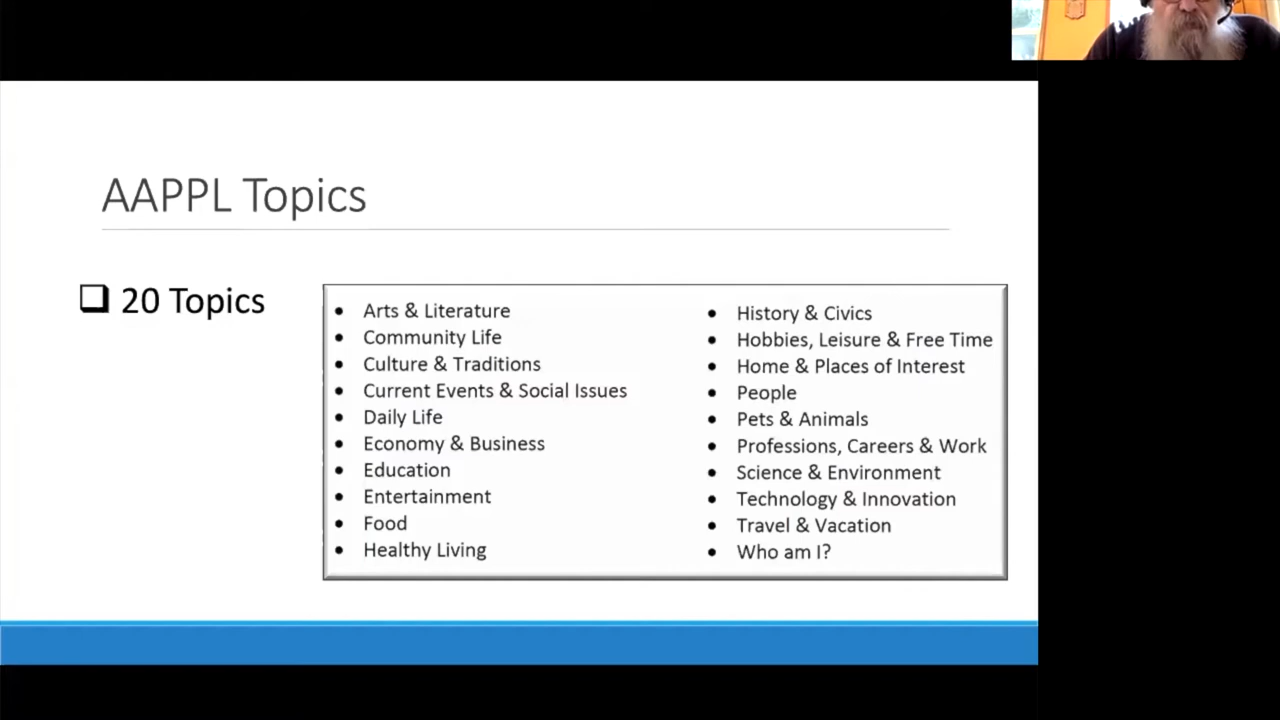 AAPPL Topics
20 Topics
Arts & Literature
Community Life
Culture & Traditions
Current Events & Social Issues
Daily Life
Economy & Business
Education
Entertainment
Food
Healthy Living
History & Civics
Hobbies, Leisure & Free Time
Home & Places of Interest
People
Pets & Animals
Professions, Careers & Work
Science & Environment
Technology & Innovation
Travel & Vacation
Who am I?